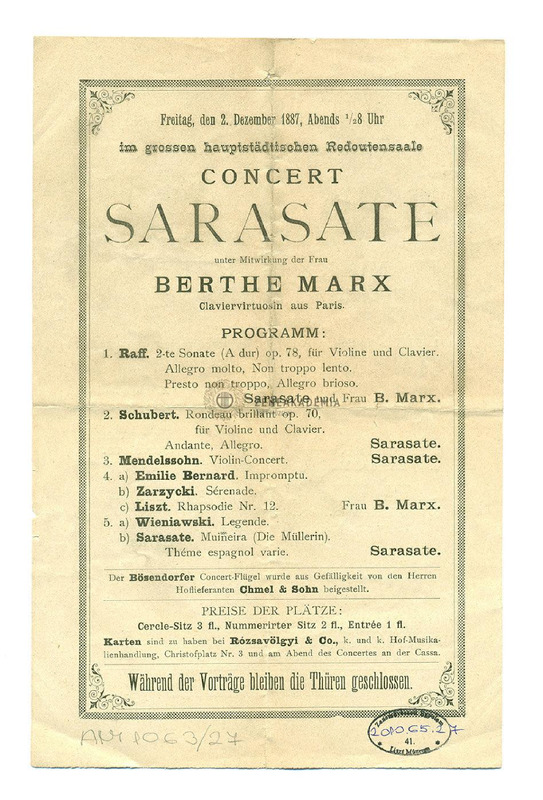 Freitag, den 2. Dezember 1887, Abends ½8 Uhr
im grossen hauptstädtischen Redoutensaale
CONCERT
SARASATE
unter Mitwirkung der Frau
BERTHE MARX
Claviervirtuosin aus Paris.
PROGRAMM:
1. Raff. 2-te Sonate (A dur) op. 78, für Violine und Clavier.
Allegro molto, Non troppo lento.
Presto non troppo, Allegro brioso.
Sarasate und Frau B. Marx.
ZENEAKADÉMIA
2. Schubert. Rondeau brillant op. 70,
für Violine und Clavier.
Andante, Allegro. Sarasate.
3. Mendelssohn. Violin-Concert. Sarasate.
4. a) Emilie Bernard. Impromptu.
b) Zarzycki. Sérenade.
c) Liszt. Rhapsodie Nr. 12. Frau B. Marx.
5. a) Wieniawski. Legende.
b) Sarasate. Muiñeira (Die Müllerin).
Théme espagnol varie. Sarasate.
Der Bösendorfer Concert-Flügel wurde aus Gefälligkeit von den Herren
Hoflieferanten Chmel & Sohn beigestellt.
PREISE DER PLÄTZE:
Cercle-Sitz 3 fl., Nummerirter Sitz 2 fl., Entrée 1 fl.
Karten sind zu haben bei Rózsavölgyi & Co., k. und k. Hof-Musika-
lienhandlung, Christofplatz Nr. 3 und am Abend des Concertes an der Cassa.
Während der Vorträge bleiben die Thüren geschlossen.
1063/27
2010.65.27
41.
Liszt Múzeum